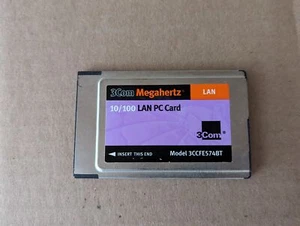 3Com Megahertz® LAN
10/100 LAN PC Card
3Com®
INSERT THIS END
Model 3CCFE574BT